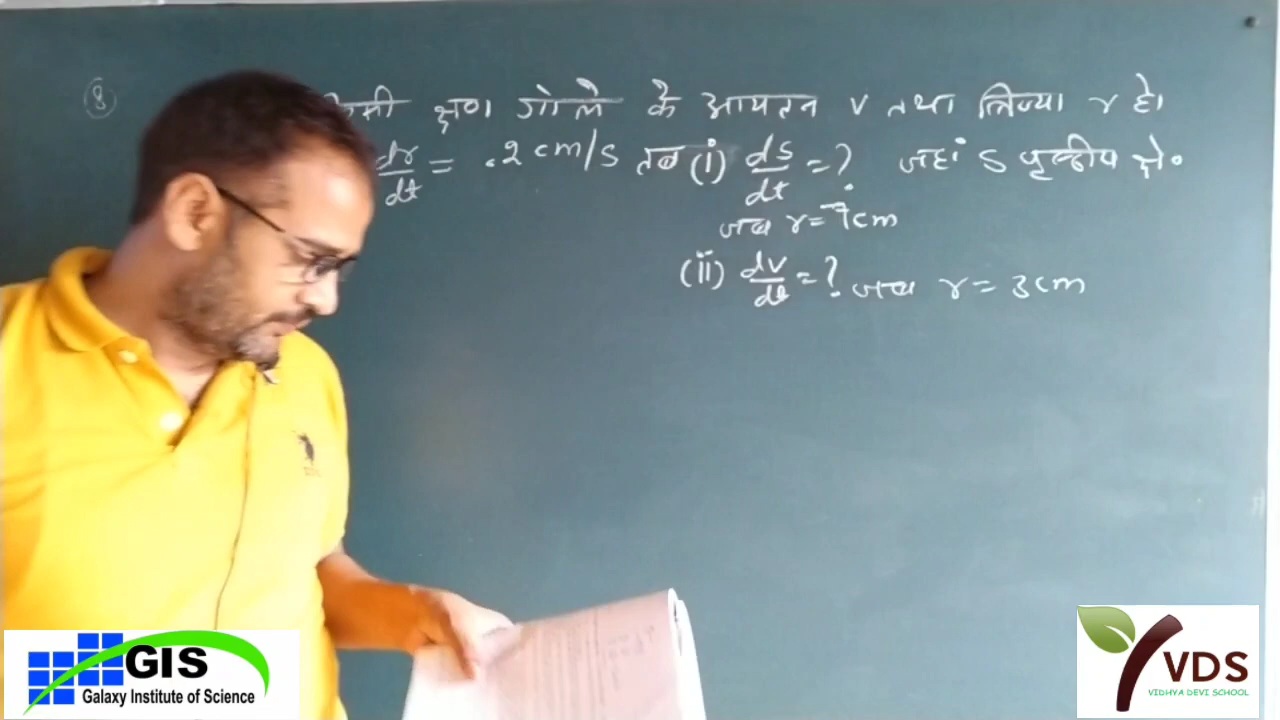 8 किसी क्षण गोले के आयतन v तथा त्रिज्या r है।
dr/dt = .2 cm/s तब (i) ds/dt = ? जहां S पृष्ठीय क्षे०
जब r = 7cm
(ii) dv/dt = ? जब r = 3cm
GIS
Galaxy Institute of Science
VDS
VIDHYA DEVI SCHOOL